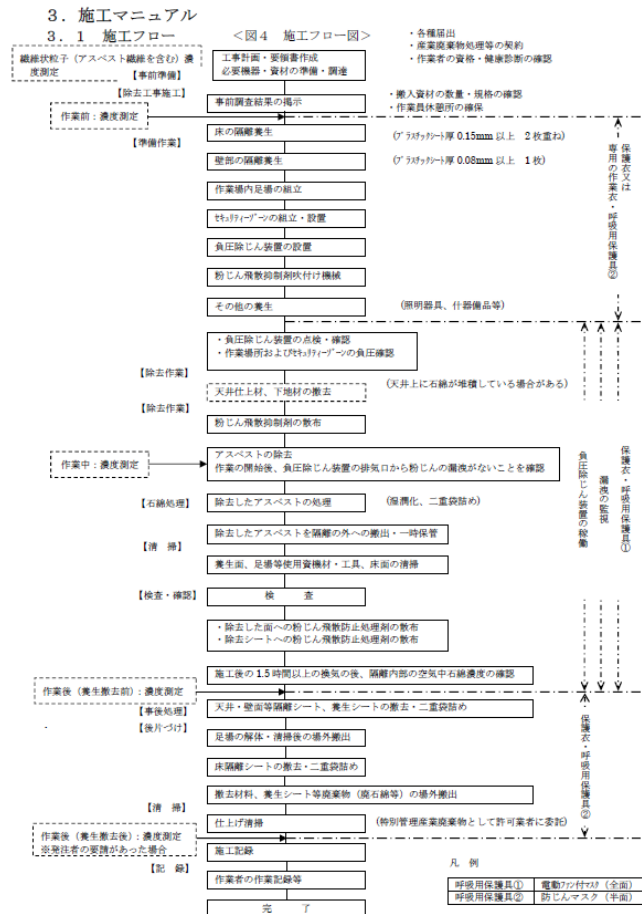 3．施工マニュアル
3．1 施工フロー
＜図4 施工フロー図＞
・各種届出
・産業廃棄物処理等の契約
・作業者の資格・健康診断の確認
繊維状粒子（アスベスト繊維を含む）濃度測定
工事計画・要領書作成
必要機器・資材の準備・調達
【事前準備】
【除去工事施工】
事前調査結果の掲示
・搬入資材の数量・規格の確認
・作業員休憩所の確保
作業前：濃度測定
【準備作業】
床の隔離養生
(ﾌﾟﾗｽﾁｯｸｼｰﾄ厚 0.15mm 以上 2 枚重ね)
壁部の隔離養生
(ﾌﾟﾗｽﾁｯｸｼｰﾄ厚 0.08mm 以上 1 枚)
作業場内足場の組立
ｾｷｭﾘﾃｨｰｿﾞｰﾝの組立・設置
負圧除じん装置の設置
粉じん飛散抑制剤吹付け機械
その他の養生
(照明器具、什器備品等)
保護衣又は
専用の作業衣・呼吸用保護具②
・負圧除じん装置の点検・確認
・作業場所およびｾｷｭﾘﾃｨｰｿﾞｰﾝの負圧確認
【除去作業】
天井仕上材、下地材の撤去
(天井上に石綿が堆積している場合がある)
【除去作業】
粉じん飛散抑制剤の散布
作業中：濃度測定
アスベストの除去
作業の開始後、負圧除じん装置の排気口から粉じんの漏洩がないことを確認
【石綿処理】
除去したアスベストの処理
(湿潤化、二重袋詰め)
除去したアスベストを隔離の外への搬出・一時保管
【清 掃】
養生面、足場等使用資機材・工具、床面の清掃
【検査・確認】
検 査
・除去した面への粉じん飛散防止処理剤の散布
・除去シートへの粉じん飛散防止処理剤の散布
施工後の 1.5 時間以上の換気の後、隔離内部の空気中石綿濃度の確認
保護衣・呼吸用保護具①
漏洩の監視
負圧除じん装置の稼働
作業後（養生撤去前）：濃度測定
【事後処理】
天井・壁面等隔離シート、養生シートの撤去・二重袋詰め
【後片づけ】
足場の解体・清掃後の場外搬出
床隔離シートの撤去・二重袋詰め
撤去材料、養生シート等廃棄物（廃石綿等）の場外搬出
【清 掃】
仕上げ清掃
(特別管理産業廃棄物として許可業者に委託)
保護衣・呼吸用保護具②
作業後（養生撤去後）：濃度測定
※発注者の要請があった場合
施工記録
【記 録】
作業者の作業記録等
完 了
凡 例
呼吸用保護具① 電動ﾌｧﾝ付ﾏｽｸ（全面）
呼吸用保護具② 防じんマスク（半面）